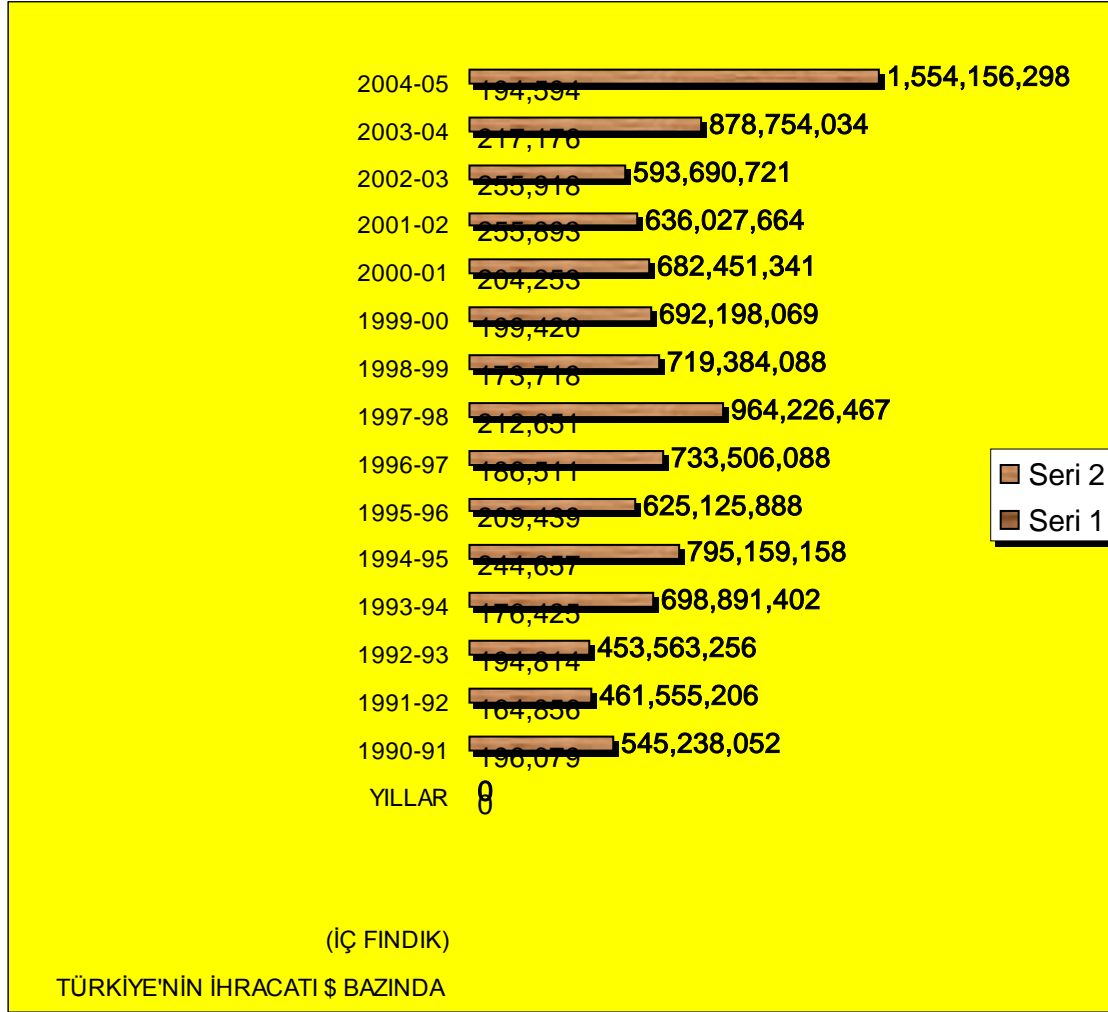 2004-05 194,594 1,554,156,298
2003-04 217,176 878,754,034
2002-03 255,918 593,690,721
2001-02 255,893 636,027,664
2000-01 204,253 682,451,341
1999-00 199,420 692,198,069
1998-99 173,718 719,384,088
1997-98 212,651 964,226,467
1996-97 186,511 733,506,088
1995-96 209,439 625,125,888
1994-95 244,657 795,159,158
1993-94 176,425 698,891,402
1992-93 194,814 453,563,256
1991-92 164,856 461,555,206
1990-91 196,079 545,238,052
YILLAR 0 0
(İÇ FINDIK)
TÜRKİYE'NİN İHRACATI $ BAZINDA
Seri 2
Seri 1